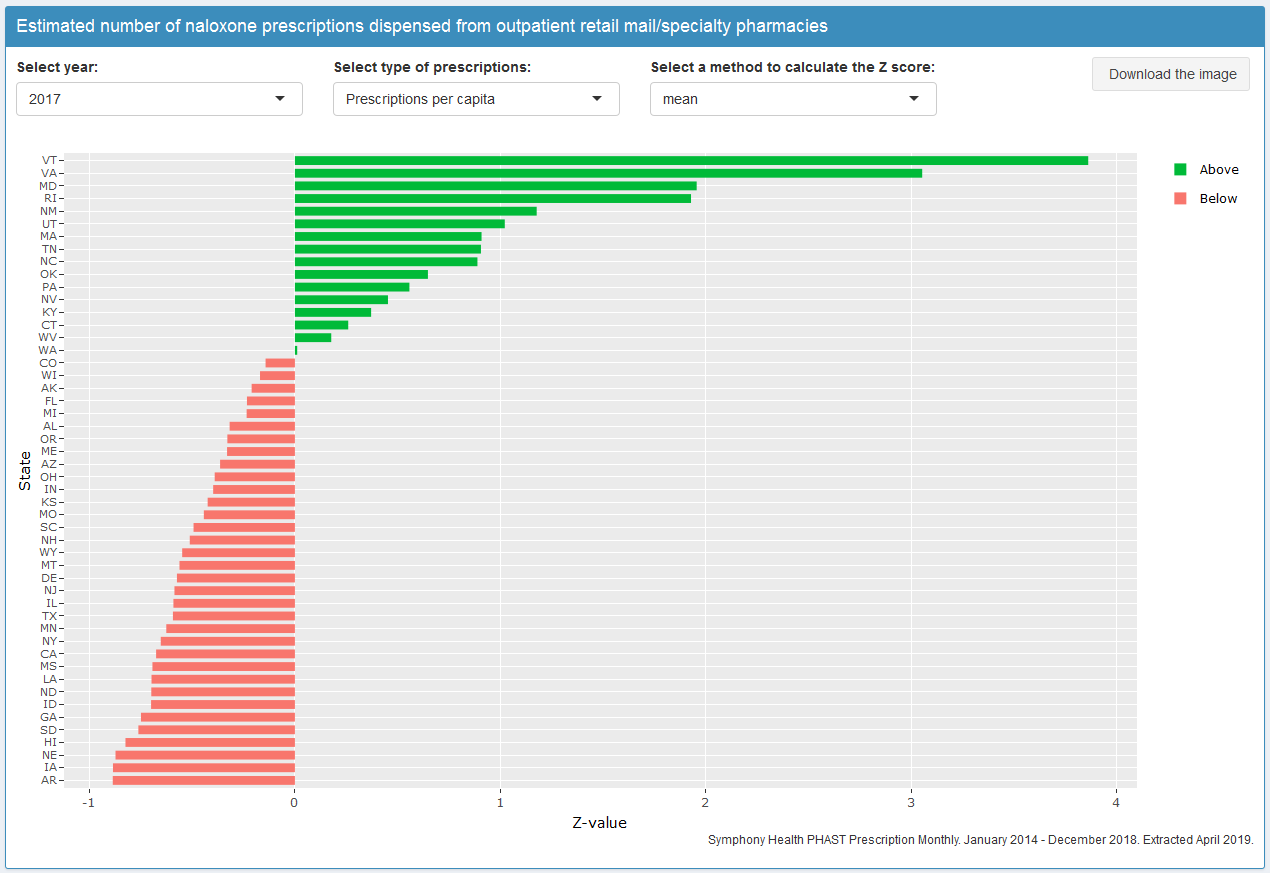 Estimated number of naloxone prescriptions dispensed from outpatient retail mail/specialty pharmacies
Select year:
Select type of prescriptions:
Select a method to calculate the Z score:
Download the image
2017
Prescriptions per capita
mean
VT
VA
MD
RI
NM
UT
MA
TN
NC
OK
PA
NV
KY
CT
WV
WA
CO
WI
AK
FL
MI
AL
OR
ME
AZ
OH
IN
KS
MO
SC
NH
WY
MT
DE
NJ
IL
TX
MN
NY
CA
MS
LA
ND
ID
GA
SD
HI
NE
IA
AR
State
-1 0 1 2 3 4
Z-value
Above
Below
Symphony Health PHAST Prescription Monthly. January 2014 - December 2018. Extracted April 2019.